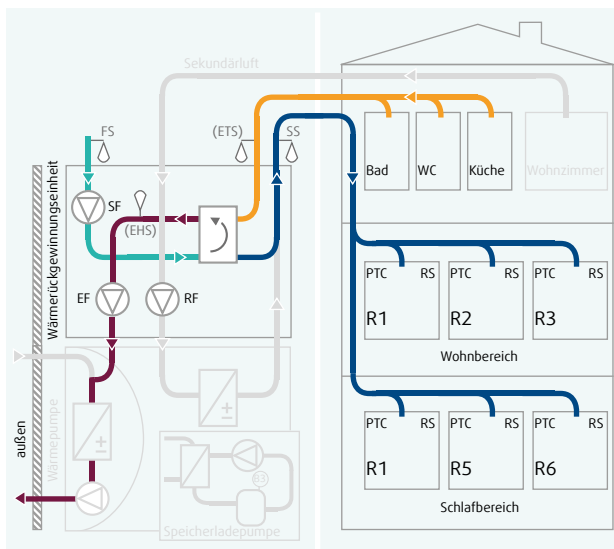 Sekundärluft
FS
(ETS)
SS
Bad
WC
Küche
Wohnzimmer
Wärmerückgewinnungseinheit
SF
(EHS)
EF
RF
PTC RS
R1
PTC RS
R2
PTC RS
R3
Wohnbereich
außen
Wärmepumpe
±
±
B3
Speicherladepumpe
PTC RS
R1
PTC RS
R5
PTC RS
R6
Schlafbereich